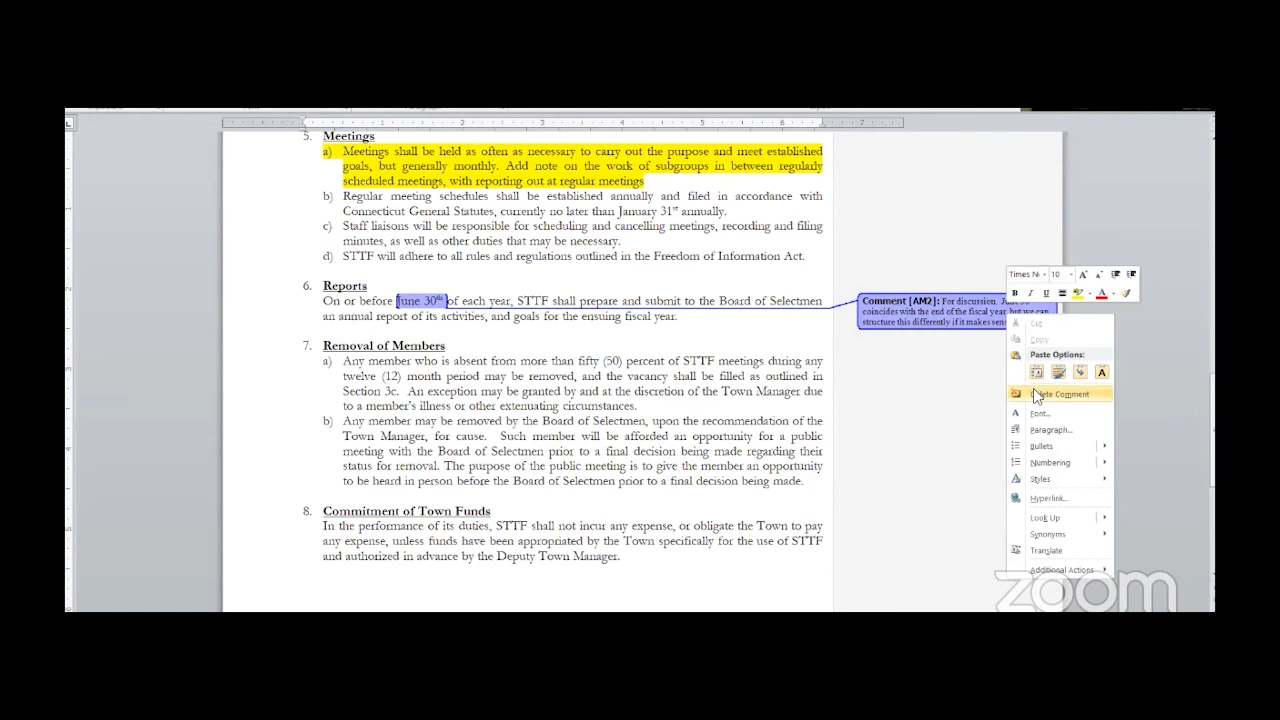 5. Meetings
a) Meetings shall be held as often as necessary to carry out the purpose and meet established
goals, but generally monthly. Add note on the work of subgroups in between regularly
scheduled meetings, with reporting out at regular meetings
b) Regular meeting schedules shall be established annually and filed in accordance with
Connecticut General Statutes, currently no later than January 31st annually.
c) Staff liaisons will be responsible for scheduling and cancelling meetings, recording and filing
minutes, as well as other duties that may be necessary.
d) STTF will adhere to all rules and regulations outlined in the Freedom of Information Act.
6. Reports
On or before June 30th of each year, STTF shall prepare and submit to the Board of Selectmen
an annual report of its activities, and goals for the ensuing fiscal year.
7. Removal of Members
a) Any member who is absent from more than fifty (50) percent of STTF meetings during any
twelve (12) month period may be removed, and the vacancy shall be filled as outlined in
Section 3c. An exception may be granted by and at the discretion of the Town Manager due
to a member's illness or other extenuating circumstances.
b) Any member may be removed by the Board of Selectmen, upon the recommendation of the
Town Manager, for cause. Such member will be afforded an opportunity for a public
meeting with the Board of Selectmen prior to a final decision being made regarding their
status for removal. The purpose of the public meeting is to give the member an opportunity
to be heard in person before the Board of Selectmen prior to a final decision being made.
8. Commitment of Town Funds
In the performance of its duties, STTF shall not incur any expense, or obligate the Town to pay
any expense, unless funds have been appropriated by the Town specifically for the use of STTF
and authorized in advance by the Deputy Town Manager.
Comment [AM2]: For discussion. June
coincides with the end of the fiscal year, but we can
structure this differently if it makes
Times N 10
B I U A
Cut
Copy
Paste Options:
Comment
Font...
Paragraph...
Bullets
Numbering
Styles
Hyperlink...
Look Up
Synonyms
Translate
Additional Actions
zoom
1 2 3 4 5 6 7